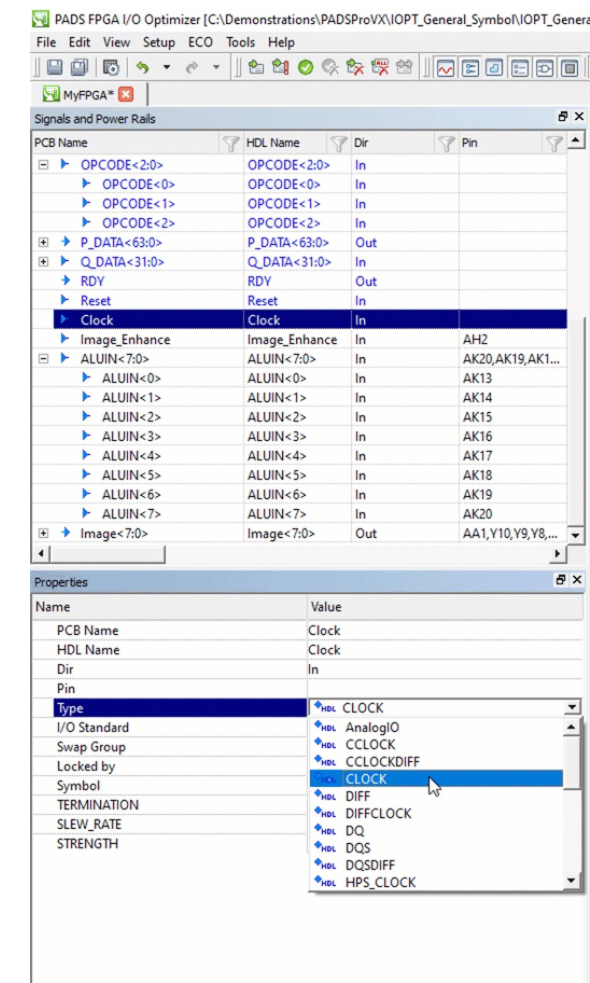 PADS FPGA I/O Optimizer [C:\Demonstrations\PADSProVX\IOPT_General_Symbol\IOPT_Genera
File Edit View Setup ECO Tools Help
MyFPGA*
Signals and Power Rails
PCB Name HDL Name Dir Pin
OPCODE<2:0> OPCODE<2:0> In
OPCODE<0> OPCODE<0> In
OPCODE<1> OPCODE<1> In
OPCODE<2> OPCODE<2> In
P_DATA<63:0> P_DATA<63:0> Out
Q_DATA<31:0> Q_DATA<31:0> In
RDY RDY Out
Reset Reset In
Clock Clock In
Image_Enhance Image_Enhance In AH2
ALUIN<7:0> ALUIN<7:0> In AK20,AK19,AK1...
ALUIN<0> ALUIN<0> In AK13
ALUIN<1> ALUIN<1> In AK14
ALUIN<2> ALUIN<2> In AK15
ALUIN<3> ALUIN<3> In AK16
ALUIN<4> ALUIN<4> In AK17
ALUIN<5> ALUIN<5> In AK18
ALUIN<6> ALUIN<6> In AK19
ALUIN<7> ALUIN<7> In AK20
Image<7:0> Image<7:0> Out AA1,Y10,Y9,Y8,...
Properties
Name Value
PCB Name Clock
HDL Name Clock
Dir In
Pin
Type HDL CLOCK
I/O Standard HDL AnalogIO
Swap Group HDL CCLOCK
Locked by HDL CCLOCKDIFF
Symbol HDL CLOCK
TERMINATION HDL DIFF
SLEW_RATE HDL DIFFCLOCK
STRENGTH HDL DQ
HDL DQS
HDL DQSDIFF
HDL HPS_CLOCK